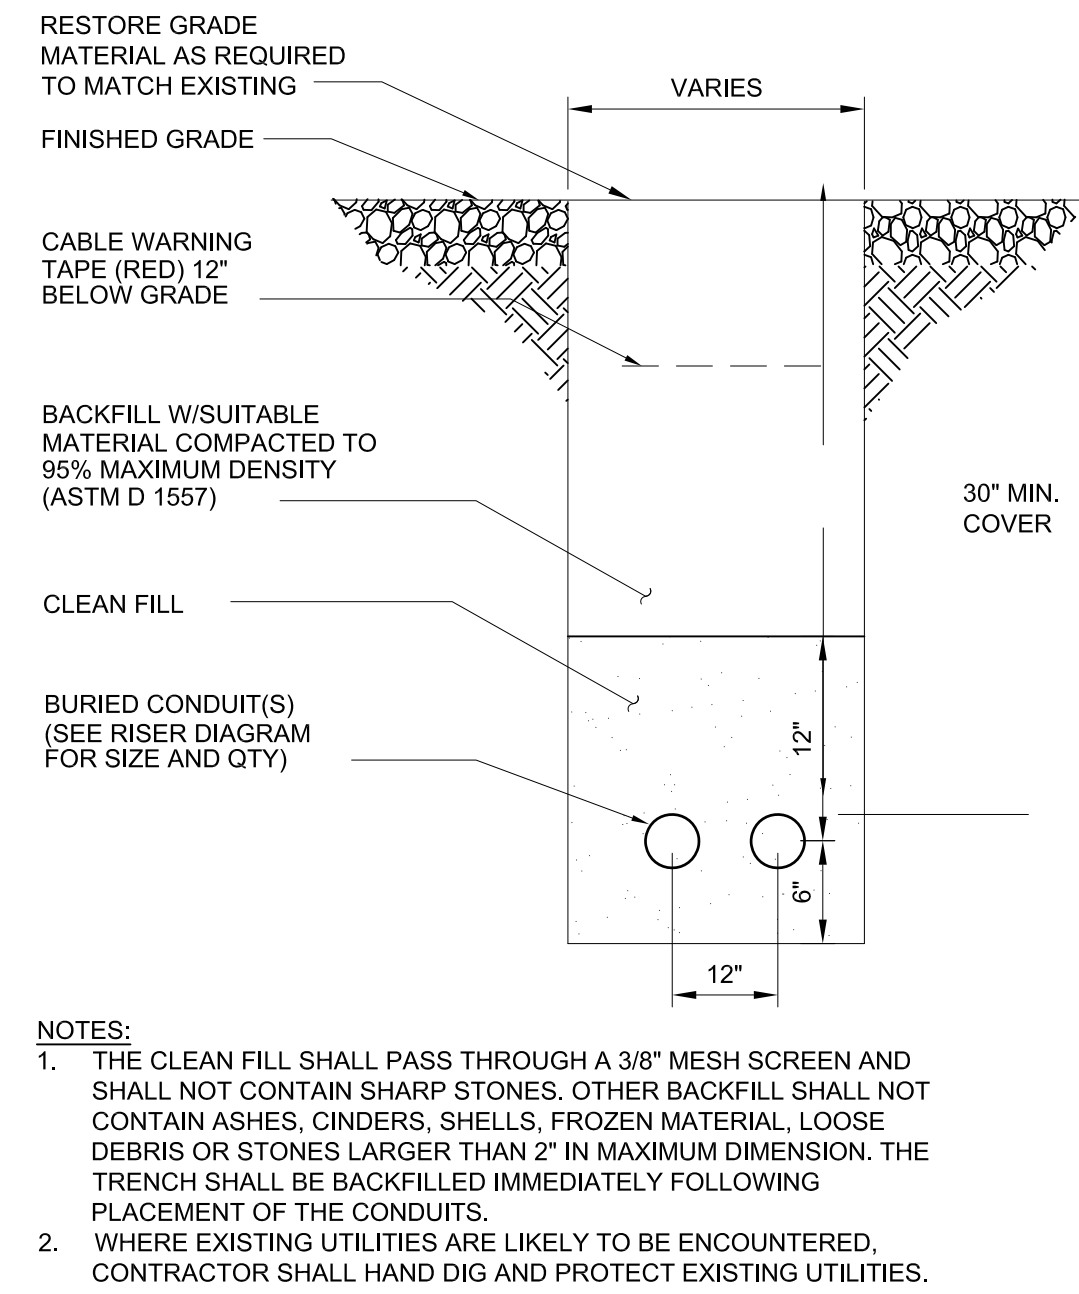 RESTORE GRADE
MATERIAL AS REQUIRED
TO MATCH EXISTING
VARIES
FINISHED GRADE
CABLE WARNING
TAPE (RED) 12"
BELOW GRADE
BACKFILL W/SUITABLE
MATERIAL COMPACTED TO
95% MAXIMUM DENSITY
(ASTM D 1557)
30" MIN.
COVER
CLEAN FILL
BURIED CONDUIT(S)
(SEE RISER DIAGRAM
FOR SIZE AND QTY)
12"
6"
12"
NOTES:
1. THE CLEAN FILL SHALL PASS THROUGH A 3/8" MESH SCREEN AND
SHALL NOT CONTAIN SHARP STONES. OTHER BACKFILL SHALL NOT
CONTAIN ASHES, CINDERS, SHELLS, FROZEN MATERIAL, LOOSE
DEBRIS OR STONES LARGER THAN 2" IN MAXIMUM DIMENSION. THE
TRENCH SHALL BE BACKFILLED IMMEDIATELY FOLLOWING
PLACEMENT OF THE CONDUITS.
2. WHERE EXISTING UTILITIES ARE LIKELY TO BE ENCOUNTERED,
CONTRACTOR SHALL HAND DIG AND PROTECT EXISTING UTILITIES.